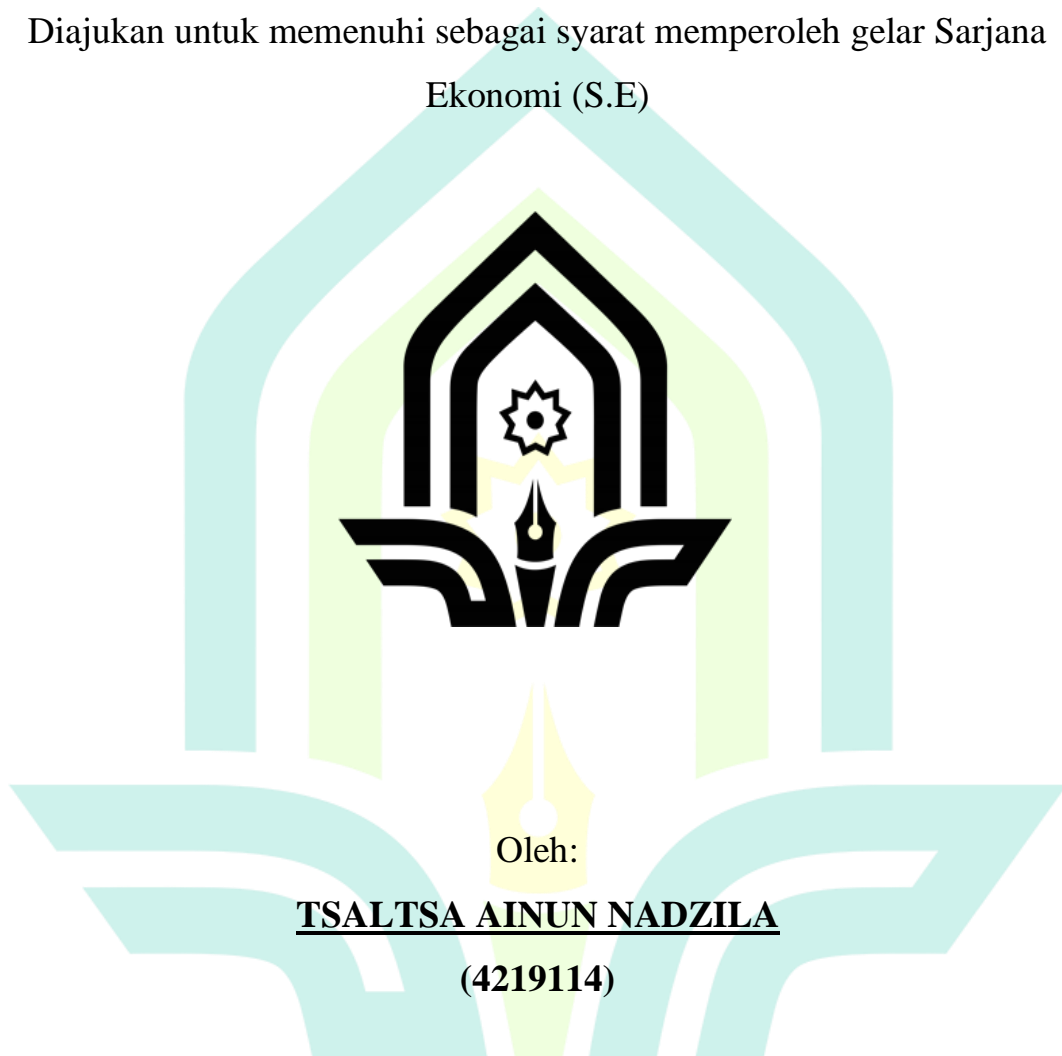 Diajukan untuk memenuhi sebagai syarat memperoleh gelar Sarjana
Ekonomi (S.E)
Oleh:
TSALTSA AINUN NADZILA
(4219114)